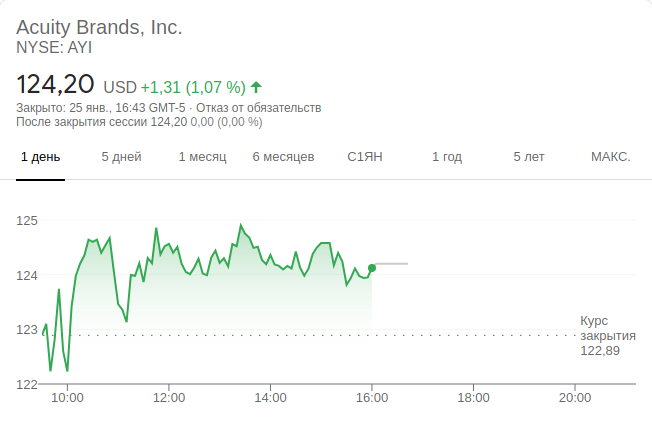 Acuity Brands, Inc.
NYSE: AYI
124,20 USD +1,31 (1,07 %)
Закрыто: 25 янв., 16:43 GMT-5 · Отказ от обязательств
После закрытия сессии 124,20 0,00 (0,00 %)
1 день 5 дней 1 месяц 6 месяцев С1ЯН 1 год 5 лет МАКС.
125
124
123
Курс
закрытия
122,89
122
10:00 12:00 14:00 16:00 18:00 20:00